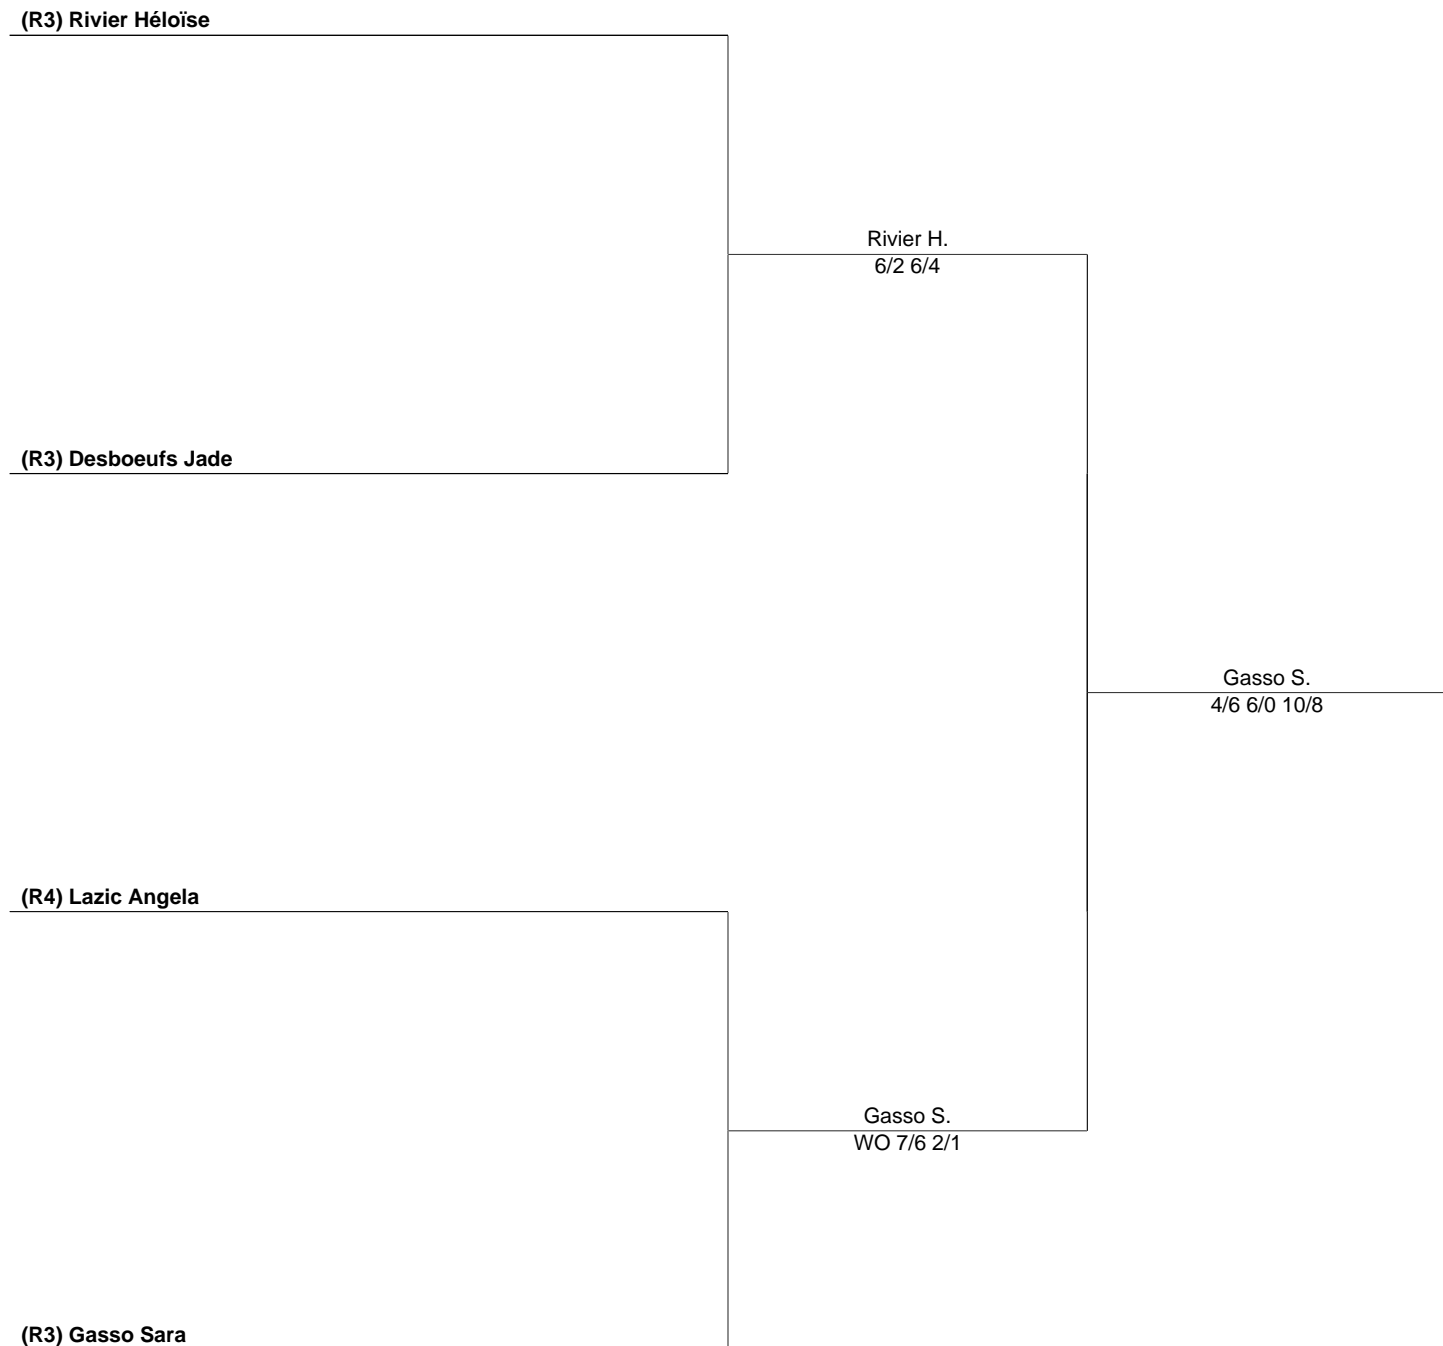 (R3) Rivier Héloïse
Rivier H.
6/2 6/4
(R3) Desboeufs Jade
Gasso S.
4/6 6/0 10/8
(R4) Lazic Angela
Gasso S.
WO 7/6 2/1
(R3) Gasso Sara